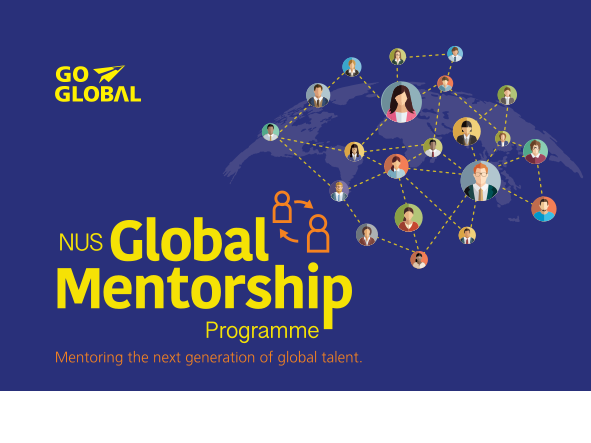 GO
GLOBAL
NUS Global
Mentorship
Programme
Mentoring the next generation of global talent.